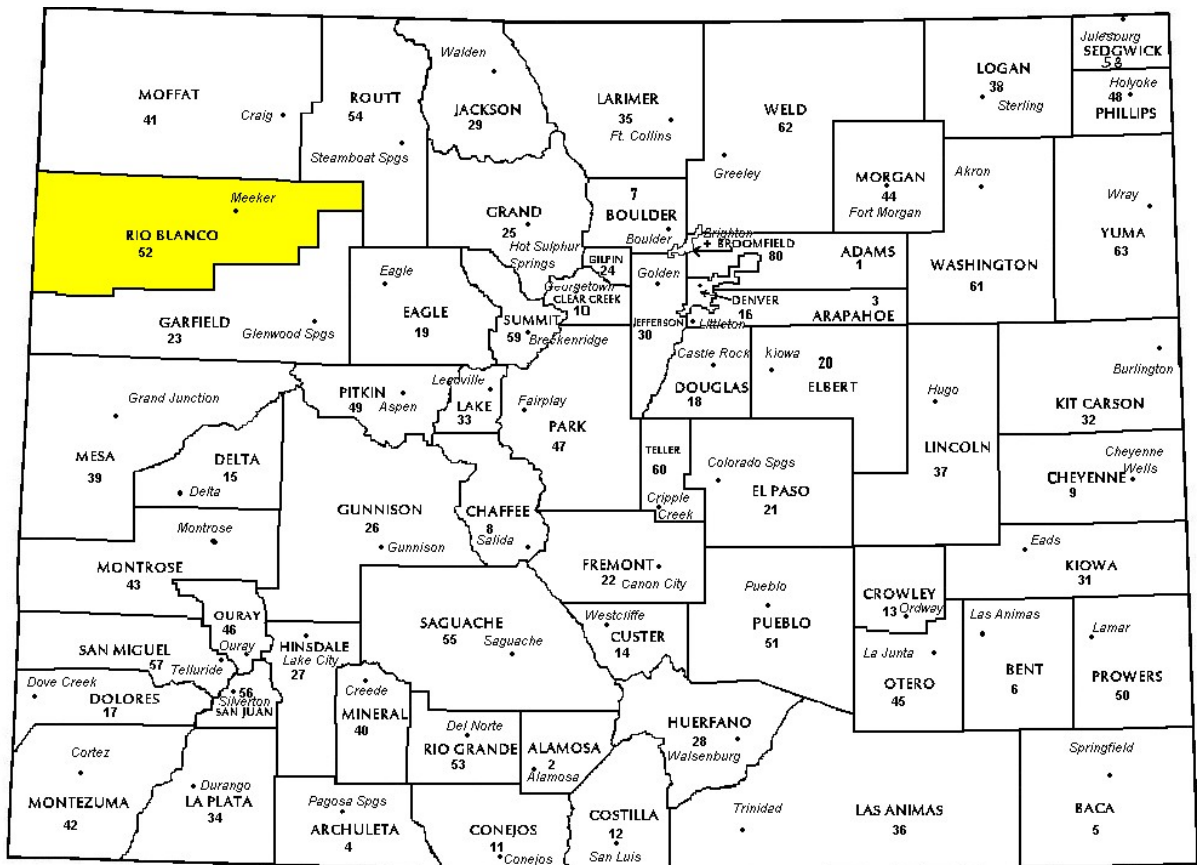 Walden
JACKSON
29
MOFFAT
41
Craig
ROUTT
54
Steamboat Spgs
LARIMER
35
Ft. Collins
WELD
62
Greeley
LOGAN
38
Sterling
Julesburg
SEDGWICK
58
Holyoke
48
PHILLIPS
Meeker
RIO BLANCO
52
GRAND
25
Hot Sulphur
Springs
7
BOULDER
Boulder
MORGAN
44
Fort Morgan
Akron
WASHINGTON
61
Wray
YUMA
63
Brighton
+ BROOMFIELD
80
ADAMS
1
GILPIN
24
Golden
Georgetown
CLEAR CREEK
10
JEFFERSON
30
DENVER
16
3
ARAPAHOE
Littleton
GARFIELD
23
Glenwood Spgs
Eagle
EAGLE
19
SUMMIT
59
Breckenridge
Castle Rock
DOUGLAS
18
kiowa
20
ELBERT
Hugo
LINCOLN
37
Burlington
KIT CARSON
32
Grand Junction
MESA
39
PITKIN
49
Aspen
Leadville
LAKE
33
Fairplay
PARK
47
DELTA
15
Delta
TELLER
60
Cripple
Creek
Colorado Spgs
EL PASO
21
Cheyenne
Wells
CHEYENNE
9
GUNNISON
26
Gunnison
CHAFFEE
8
Salida
Montrose
MONTROSE
43
FREMONT
22
Canon City
Pueblo
PUEBLO
51
CROWLEY
13
Ordway
Eads
KIOWA
31
OURAY
46
Ouray
HINSDALE
Lake City
27
SAGUACHE
55
Saguache
Westcliffe
CUSTER
14
La Junta
OTERO
45
Las Animas
BENT
6
Lamar
PROWERS
50
SAN MIGUEL
57
Telluride
Dove Creek
DOLORES
17
56
Silverton
SAN JUAN
Creede
MINERAL
40
Del Norte
RIO GRANDE
53
ALAMOSA
2
Alamosa
HUERFANO
28
Walsenburg
Cortez
MONTEZUMA
42
Durango
LA PLATA
34
Pagosa Spgs
ARCHULETA
4
CONEJOS
11
Conejos
COSTILLA
12
San Luis
Trinidad
LAS ANIMAS
36
Springfield
BACA
5